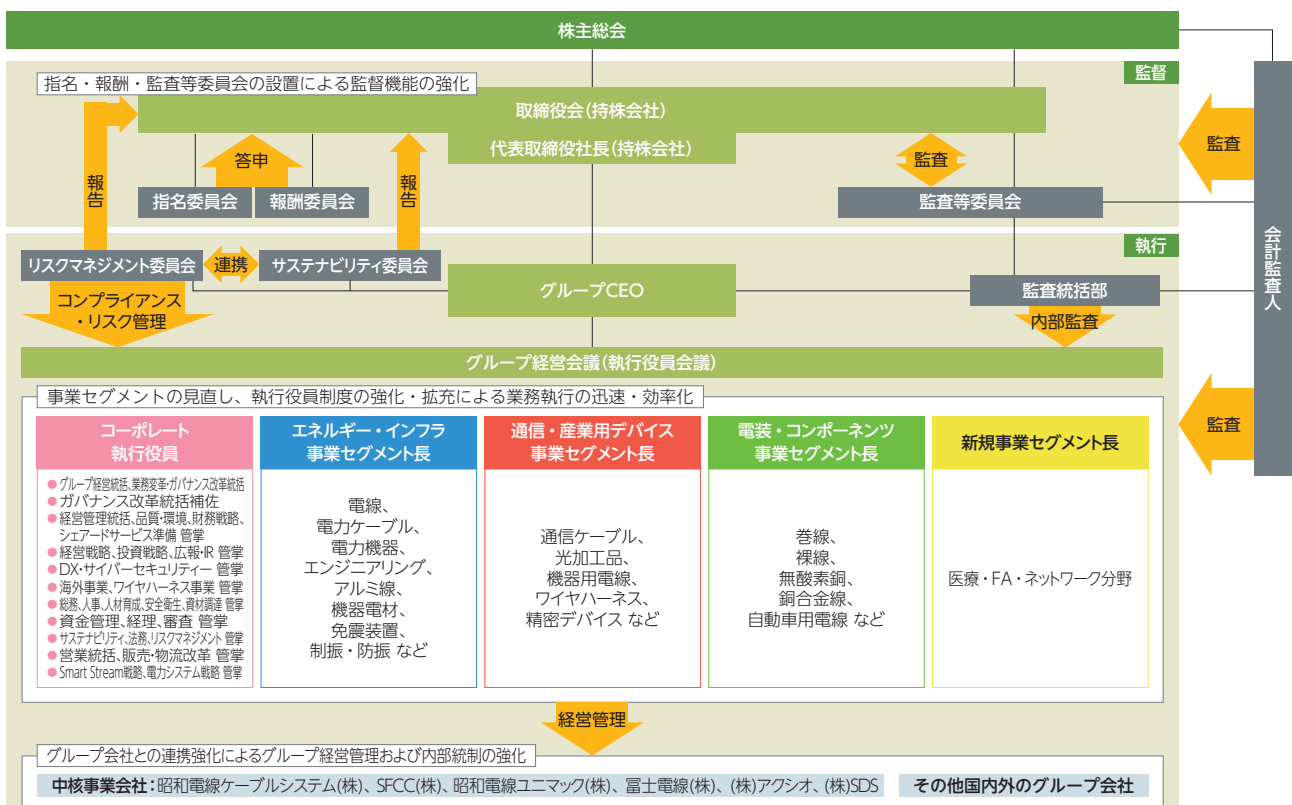 株主総会
監督
指名・報酬・監査等委員会の設置による監督機能の強化
取締役会(持株会社)
代表取締役社長(持株会社)
監査
答申
監査
報告
報告
指名委員会
報酬委員会
監査等委員会
会計監査人
執行
リスクマネジメント委員会
連携
サステナビリティ委員会
グループCEO
監査統括部
コンプライアンス
・リスク管理
内部監査
グループ経営会議(執行役員会議)
事業セグメントの見直し、執行役員制度の強化・拡充による業務執行の迅速・効率化
監査
コーポレート
執行役員
●グループ経営統括、業務変革・ガバナンス改革統括
●ガバナンス改革統括補佐
●経営管理統括、品質・環境、財務戦略、
シェアードサービス準備 管掌
●経営戦略、投資戦略、広報・IR 管掌
●DX・サイバーセキュリティー 管掌
●海外事業、ワイヤハーネス事業 管掌
●総務、人事、人材育成、安全衛生、資材調達 管掌
●資金管理、経理、審査 管掌
●サステナビリティ、法務、リスクマネジメント 管掌
●営業統括、販売・物流改革 管掌
●Smart Stream戦略、電力システム戦略 管掌
エネルギー・インフラ
事業セグメント長
電線、
電力ケーブル、
電力機器、
エンジニアリング、
アルミ線、
機器電材、
免震装置、
制振・防振 など
通信・産業用デバイス
事業セグメント長
通信ケーブル、
光加工品、
機器用電線、
ワイヤハーネス、
精密デバイス など
電装・コンポーネンツ
事業セグメント長
巻線、
裸線、
無酸素銅、
銅合金線、
自動車用電線 など
新規事業セグメント長
医療・FA・ネットワーク分野
経営管理
グループ会社との連携強化によるグループ経営管理および内部統制の強化
中核事業会社：昭和電線ケーブルシステム(株)、SFCC(株)、昭和電線ユニマック(株)、冨士電線(株)、(株)アクシオ、(株)SDS
その他国内外のグループ会社